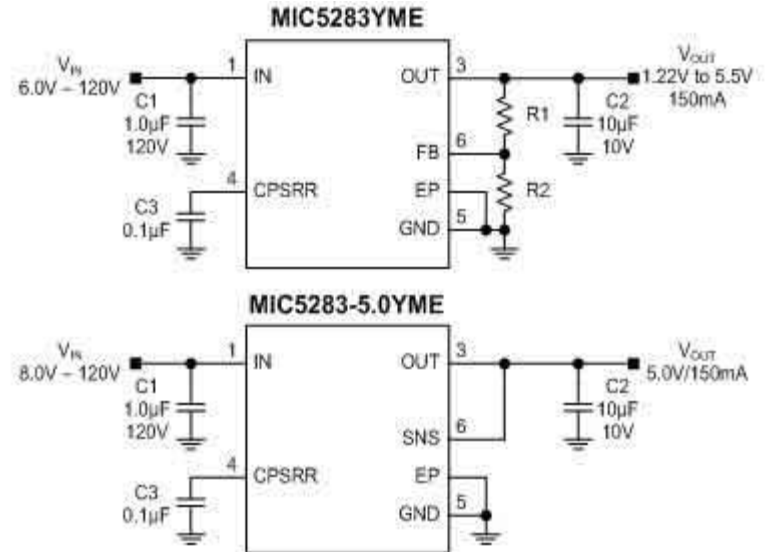 MIC5283YME
VIN
6.0V – 120V
C1
1.0µF
120V
1
IN
OUT
3
VOUT
1.22V to 5.5V
150mA
R1
C2
10µF
10V
FB
6
4
CPSRR
C3
0.1µF
EP
R2
GND
5
MIC5283-5.0YME
VIN
8.0V – 120V
C1
1.0µF
120V
1
IN
OUT
3
VOUT
5.0V/150mA
C2
10µF
10V
SNS
6
4
CPSRR
C3
0.1µF
EP
GND
5